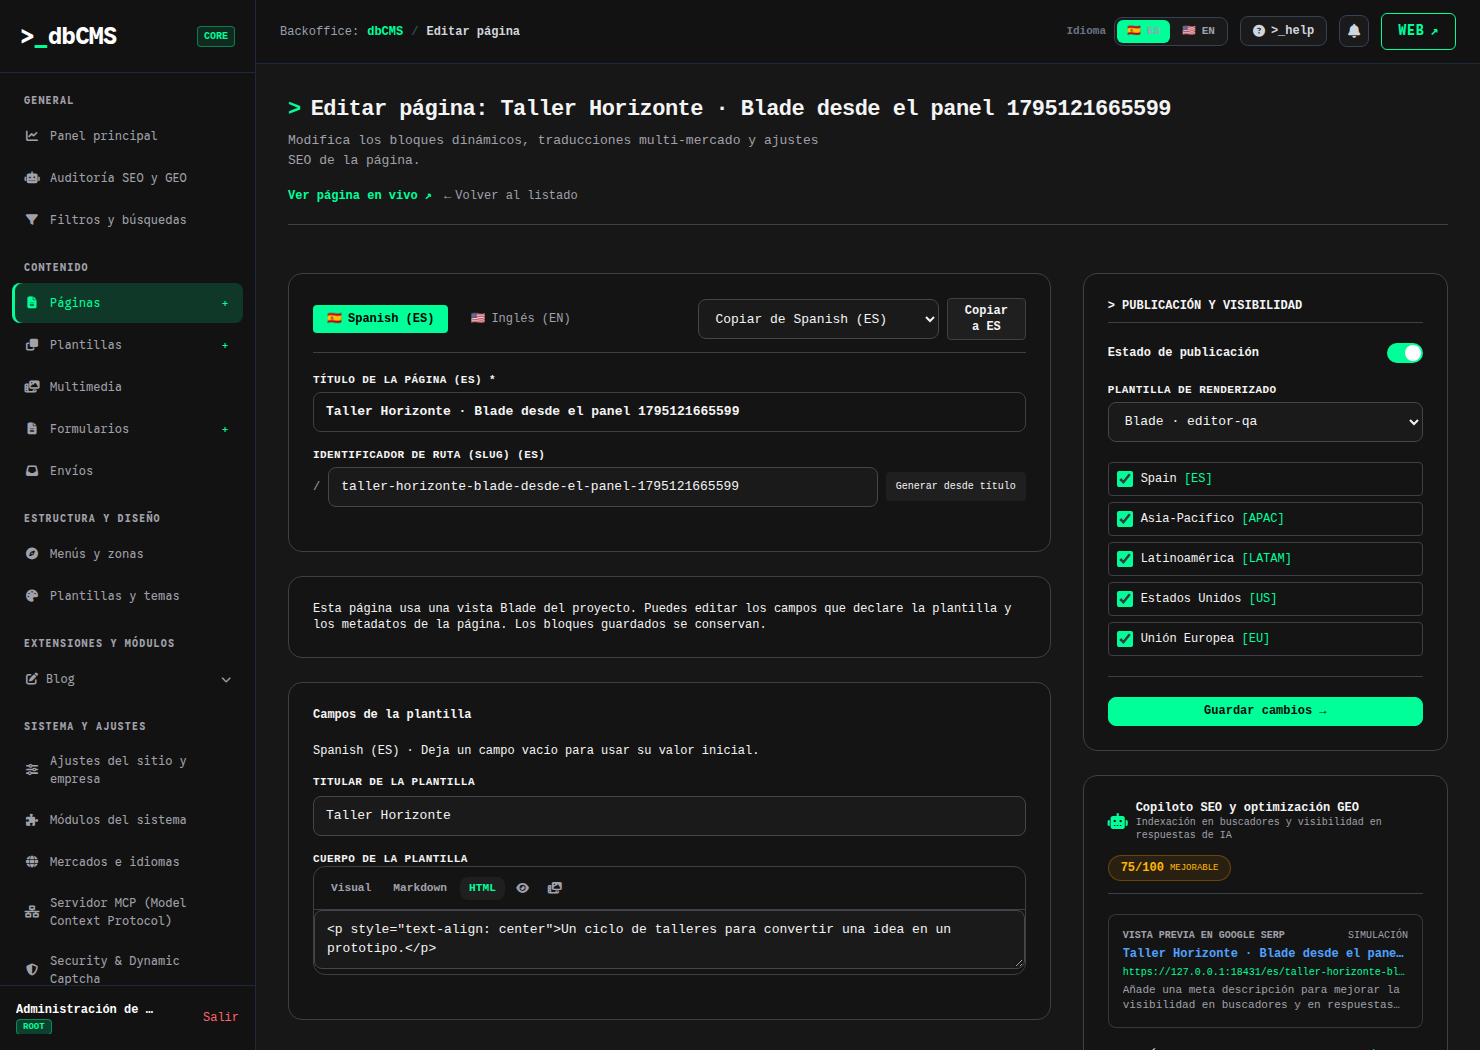 >_dbCMS
CORE
GENERAL
Panel principal
Auditoría SEO y GEO
Filtros y búsquedas
CONTENIDO
Páginas +
Plantillas +
Multimedia
Formularios +
Envíos
ESTRUCTURA Y DISEÑO
Menús y zonas
Plantillas y temas
EXTENSIONES Y MÓDULOS
Blog
SISTEMA Y AJUSTES
Ajustes del sitio y
empresa
Módulos del sistema
Mercados e idiomas
Servidor MCP (Model
Context Protocol)
Security & Dynamic
Captcha
Administración de …
ROOT
Salir
Backoffice: dbCMS / Editar página
Idioma
🇪🇸 ES
🇺🇸 EN
>_help
WEB ↗
> Editar página: Taller Horizonte · Blade desde el panel 1795121665599
Modifica los bloques dinámicos, traducciones multi-mercado y ajustes
SEO de la página.
Ver página en vivo ↗ ←Volver al listado
🇪🇸 Spanish (ES)
🇺🇸 Inglés (EN)
Copiar de Spanish (ES)
Copiar
a ES
TÍTULO DE LA PÁGINA (ES) *
Taller Horizonte · Blade desde el panel 1795121665599
IDENTIFICADOR DE RUTA (SLUG) (ES)
/ taller-horizonte-blade-desde-el-panel-1795121665599
Generar desde título
Esta página usa una vista Blade del proyecto. Puedes editar los campos que declare la plantilla y
los metadatos de la página. Los bloques guardados se conservan.
Campos de la plantilla
Spanish (ES) · Deja un campo vacío para usar su valor inicial.
TITULAR DE LA PLANTILLA
Taller Horizonte
CUERPO DE LA PLANTILLA
Visual Markdown HTML
<p style="text-align: center">Un ciclo de talleres para convertir una idea en un
prototipo.</p>
> PUBLICACIÓN Y VISIBILIDAD
Estado de publicación
PLANTILLA DE RENDERIZADO
Blade · editor-qa
Spain [ES]
Asia-Pacífico [APAC]
Latinoamérica [LATAM]
Estados Unidos [US]
Unión Europea [EU]
Guardar cambios →
Copiloto SEO y optimización GEO
Indexación en buscadores y visibilidad en
respuestas de IA
75/100 MEJORABLE
VISTA PREVIA EN GOOGLE SERP SIMULACIÓN
Taller Horizonte · Blade desde el pane…
https://127.0.0.1:18431/es/taller-horizonte-bl…
Añade una meta descripción para mejorar la
visibilidad en buscadores y en respuestas…